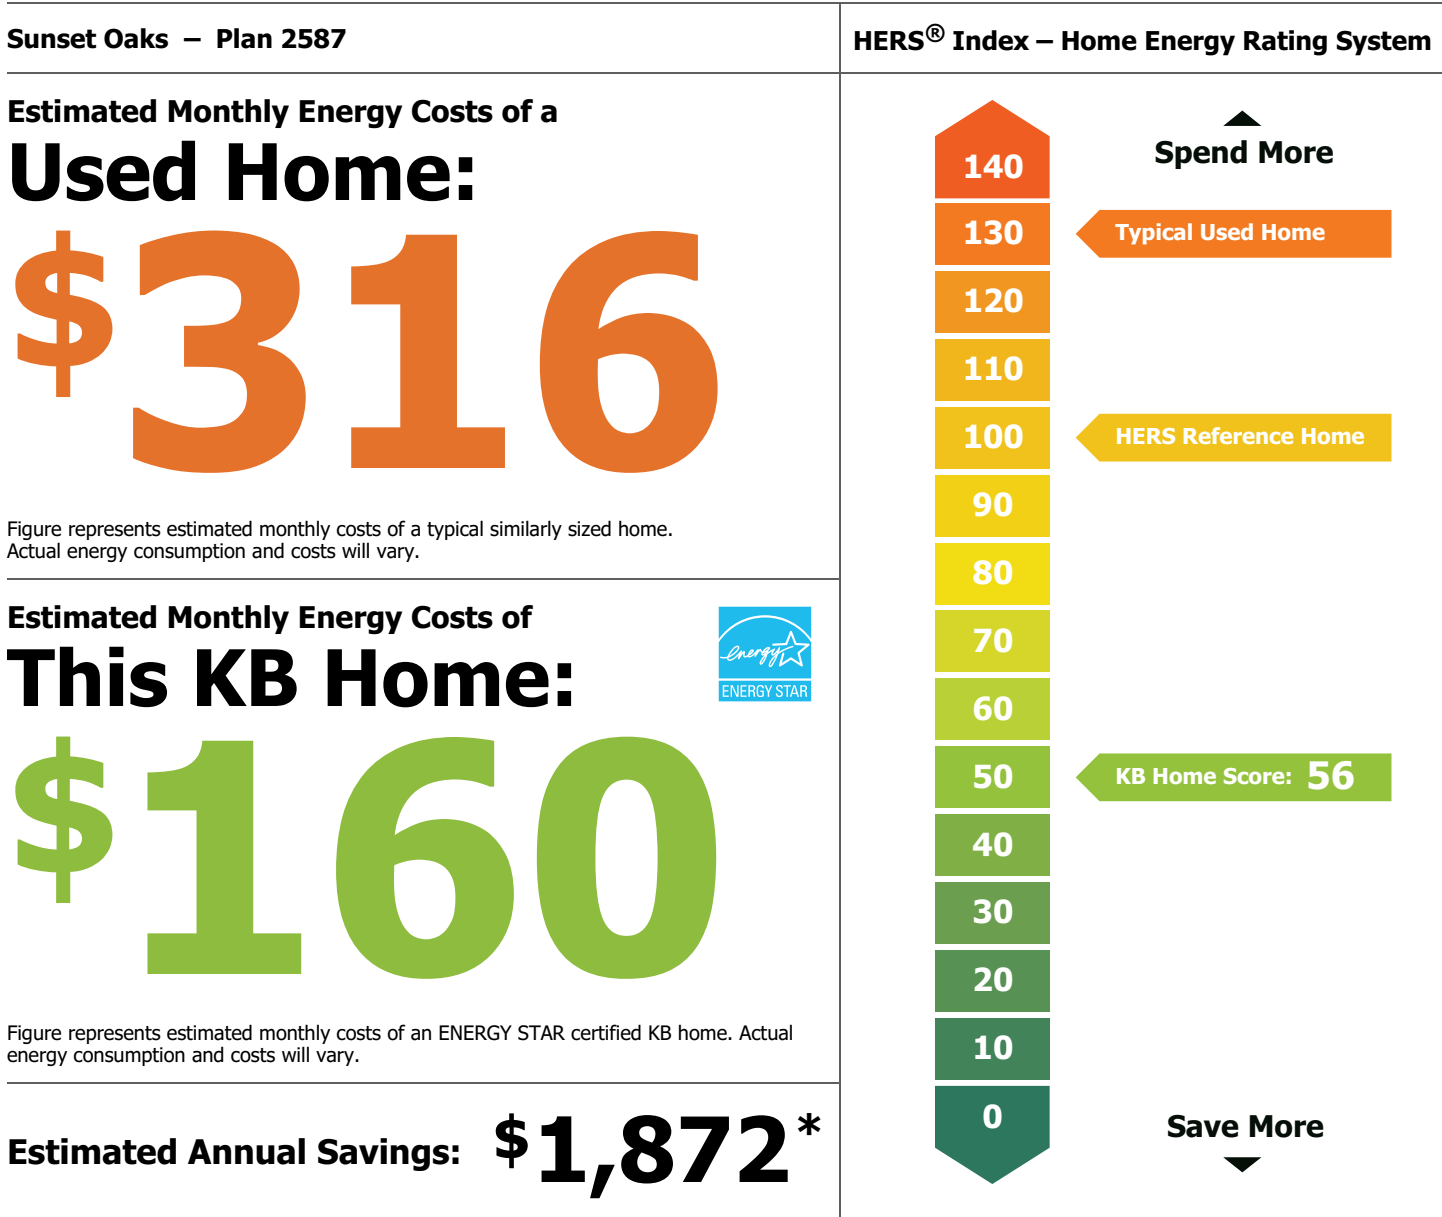 Sunset Oaks – Plan 2587
Estimated Monthly Energy Costs of a
Used Home:
$316
Figure represents estimated monthly costs of a typical similarly sized home.
Actual energy consumption and costs will vary.
Estimated Monthly Energy Costs of
This KB Home:
energy
ENERGY STAR
$160
Figure represents estimated monthly costs of an ENERGY STAR certified KB home. Actual
energy consumption and costs will vary.
Estimated Annual Savings: $1,872*
HERS® Index – Home Energy Rating System
Spend More
140
130 Typical Used Home
120
110
100 HERS Reference Home
90
80
70
60
50 KB Home Score: 56
40
30
20
10
0
Save More